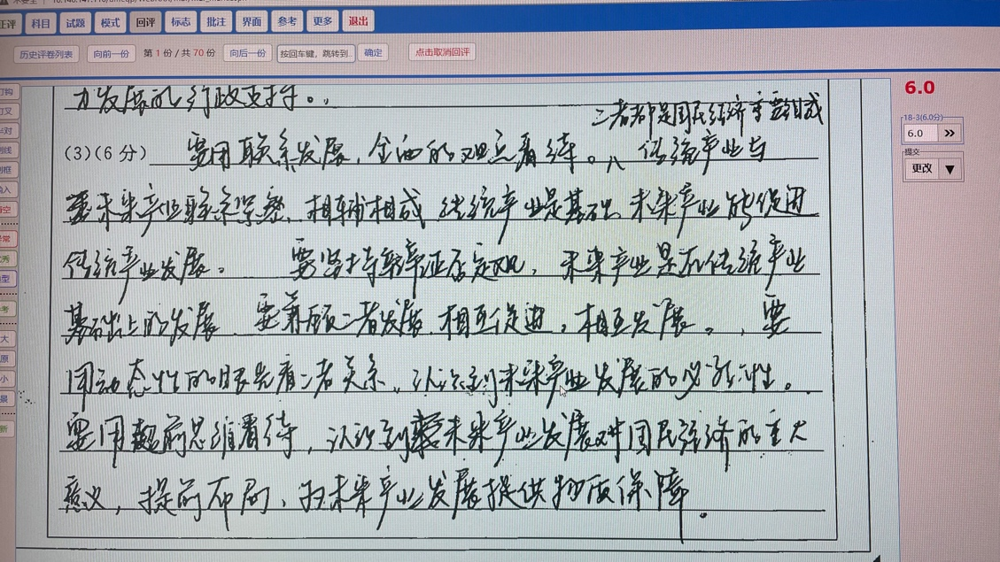 正评 科目 试题 模式 回评 标志 批注 界面 参考 更多 退出
历史评卷列表 向前一份 第 1 份/共 70 份 向后一份 按回车键，跳转到.. 确定 点击取消回评
6.0
18-3(6.0分)
6.0
提交
更改
力发展的行政支持。
二者都是国民经济重要组成
(3)(6分) 要用联系发展，全面的观点看待。传统产业与
未来产业联系紧密，相辅相成 传统产业是基础 未来产业能促进
传统产业发展。 要坚持辩证否定观，未来产业是在传统产业
基础上的发展 要兼顾二者发展 相互促进，相互发展。，要
用动态性的眼光看二者关系，认识到未来产业发展的必然性。
要用超前思维看待，认识到未来产业发展对国民经济的重大
意义，提前布局，为未来产业发展提供物质保障。